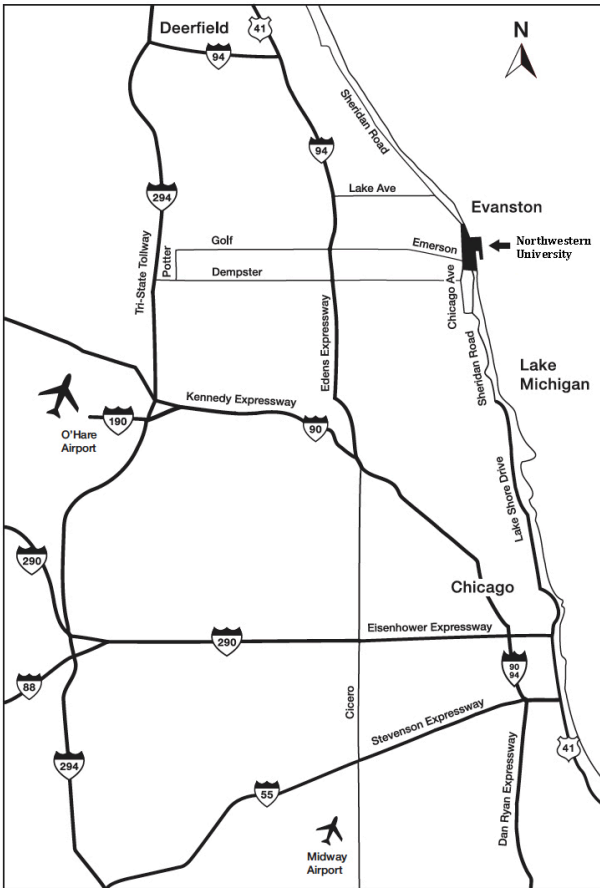 Deerfield
41
N
94
Sheridan Road
94
294
Lake Ave
Evanston
Northwestern
University
Golf
Emerson
Potter
Dempster
Tri-State Tollway
Chicago Ave
Edens Expressway
Sheridan Road
Lake
Michigan
Kennedy Expressway
190
90
O'Hare
Airport
Lake Shore Drive
290
Chicago
Eisenhower Expressway
290
90
94
88
Cicero
Stevenson Expressway
41
294
55
Dan Ryan Expressway
Midway
Airport